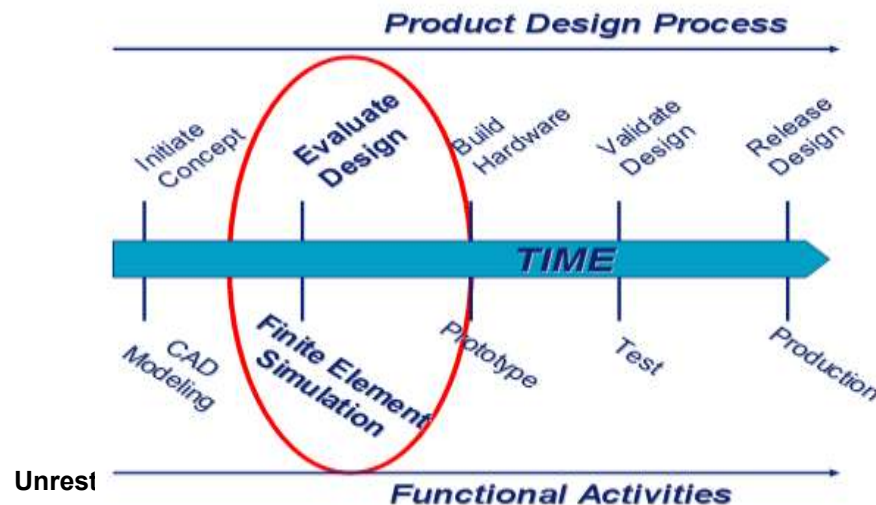 Product Design Process
Initiate
Concept
Evaluate
Design
Build
Hardware
Validate
Design
Release
Design
TIME
CAD
Modeling
Finite Element
Simulation
Prototype
Test
Production
Unrest
Functional Activities